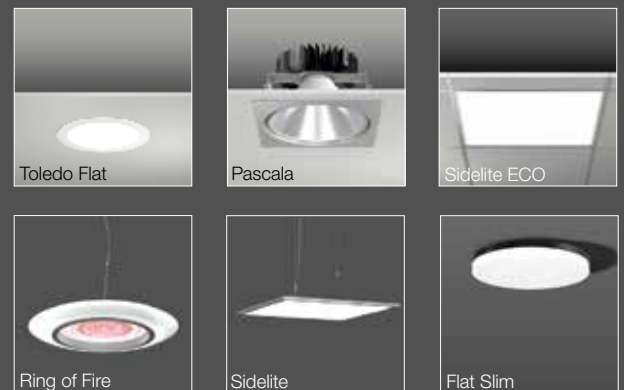 Toledo Flat
Pascala
Sidelite ECO
Ring of Fire
Sidelite
Flat Slim